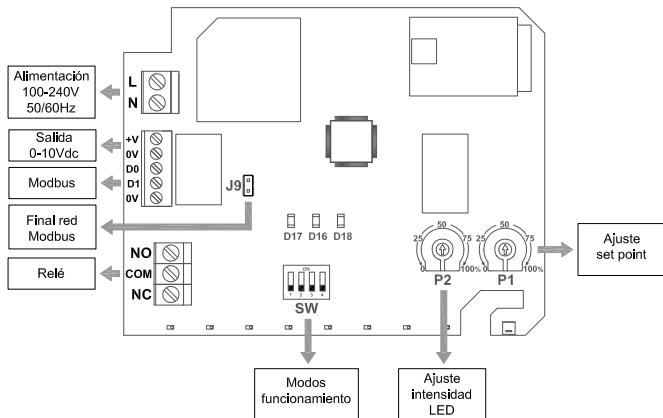 Alimentación
100-240V
50/60Hz
L
N
Salida
0-10Vdc
+V
0V
D0
D1
0V
Modbus
J9
Final red
Modbus
D17 D16 D18
Relé
NO
COM
NC
ON
1 2 3 4
SW
0 25 50 75 100%
P2
0 25 50 75 100%
P1
Ajuste
set point
Modos
funcionamiento
Ajuste
intensidad
LED